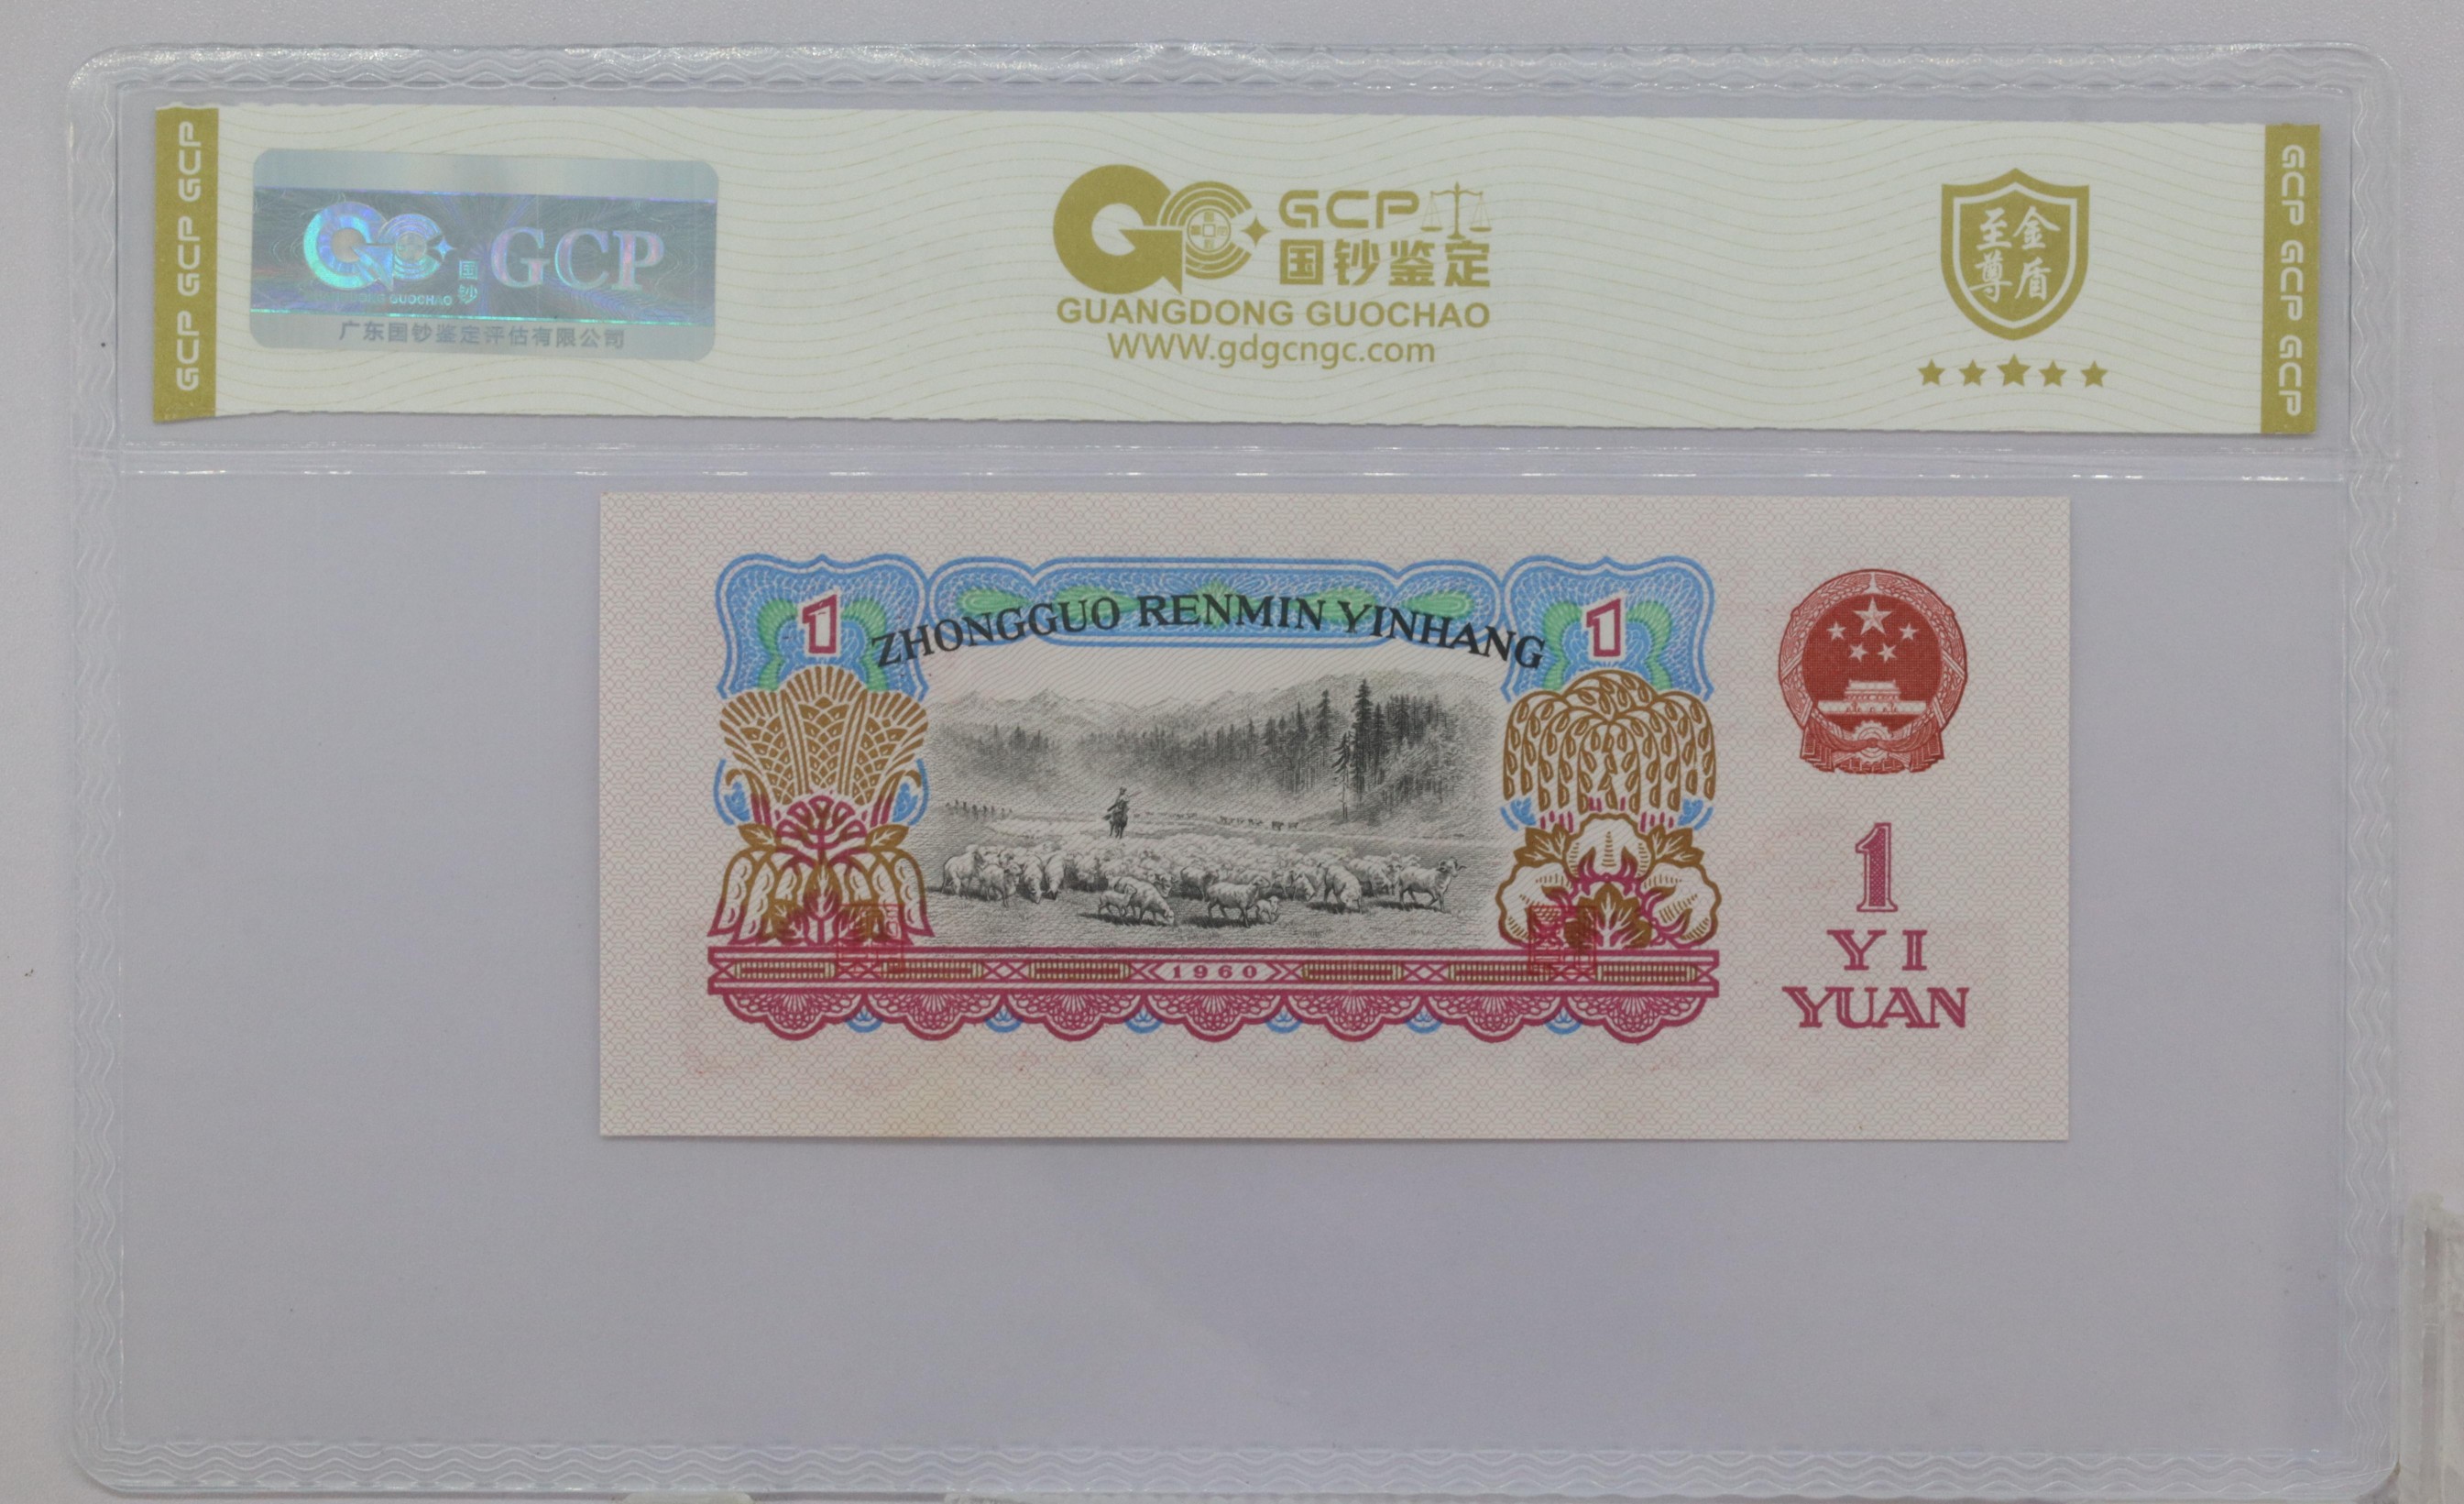 GCP GCP GCP
国钞
GCP
GUANGDONG GUOCHAO
广东国钞鉴定评估有限公司
GCP
国钞鉴定
GUANGDONG GUOCHAO
WWW.gdgcngc.com
至尊
金盾
GCP GCP GCP
1
ZHONGGUO RENMIN YINHANG
1
1960
1
YI
YUAN